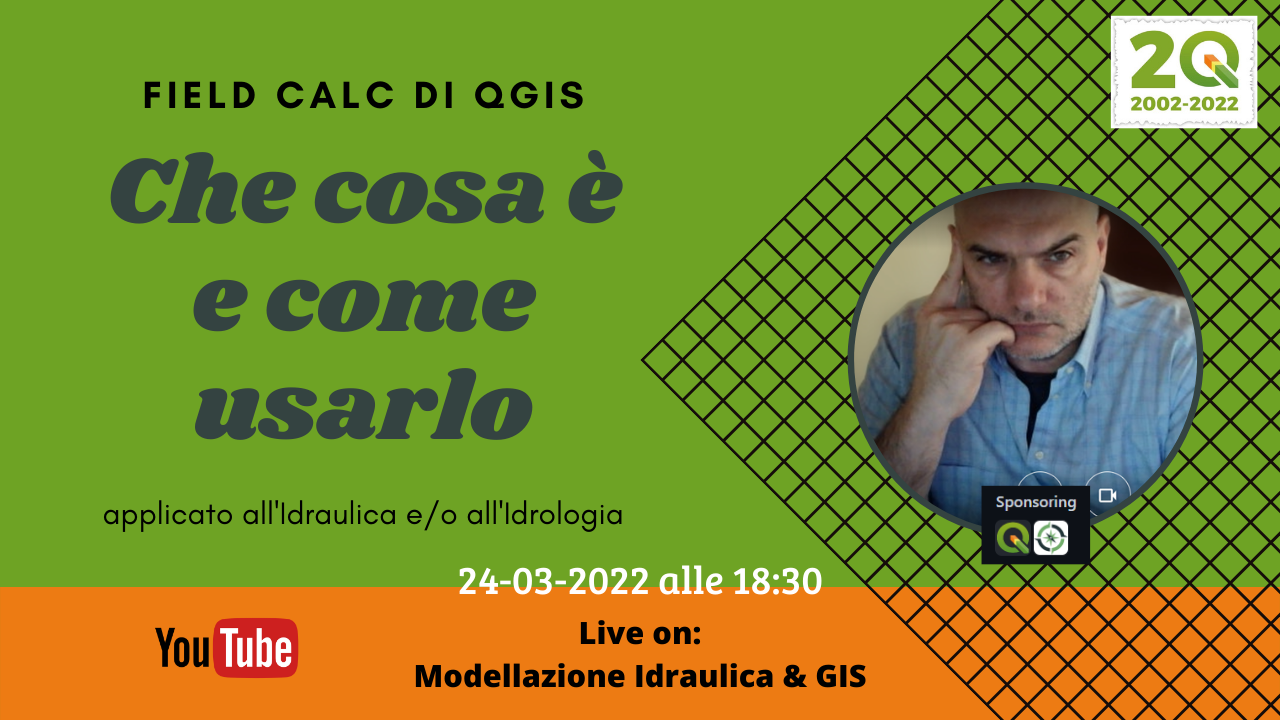 2Q
2002-2022
FIELD CALC DI QGIS
Che cosa è
e come
usarlo
applicato all'Idraulica e/o all'Idrologia
Sponsoring
24-03-2022 alle 18:30
YouTube
Live on:
Modellazione Idraulica & GIS